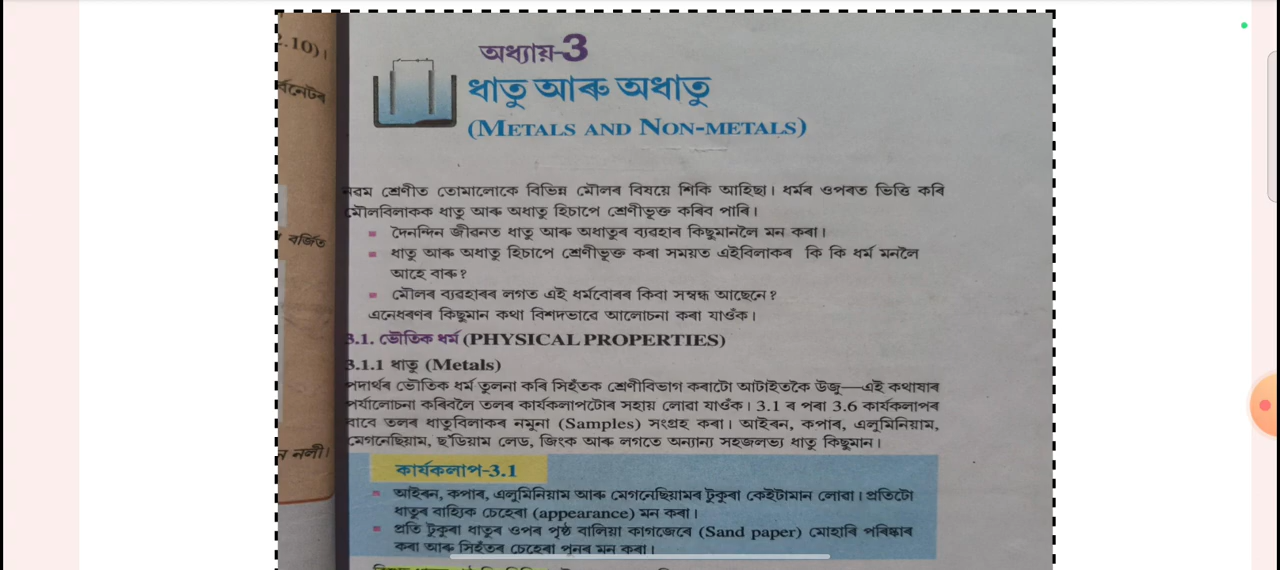 2.10)।
ৰ্বনেটৰ
বৰ্জিত
ন নলী।
অধ্যায়-3
ধাতু আৰু অধাতু
(METALS AND NON-METALS)
নৱম শ্ৰেণীত তোমালোকে বিভিন্ন মৌলৰ বিষয়ে শিকি আহিছা। ধৰ্মৰ ওপৰত ভিত্তি কৰি
মৌলবিলাকক ধাতু আৰু অধাতু হিচাপে শ্ৰেণীভূক্ত কৰিব পাৰি।
দৈনন্দিন জীৱনত ধাতু আৰু অধাতুৰ ব্যৱহাৰ কিছুমানলৈ মন কৰা।
ধাতু আৰু অধাতু হিচাপে শ্ৰেণীভূক্ত কৰা সময়ত এইবিলাকৰ কি কি ধৰ্ম মনলৈ
আহে বাৰু?
মৌলৰ ব্যৱহাৰৰ লগত এই ধৰ্মবোৰৰ কিবা সম্বন্ধ আছেনে?
এনেধৰণৰ কিছুমান কথা বিশদভাৱে আলোচনা কৰা যাওঁক।
3.1. ভৌতিক ধৰ্ম (PHYSICAL PROPERTIES)
3.1.1 ধাতু (Metals)
পদাৰ্থৰ ভৌতিক ধৰ্ম তুলনা কৰি সিহঁতক শ্ৰেণীবিভাগ কৰাটো আটাইতকৈ উজু—এই কথাষাৰ
পৰ্যালোচনা কৰিবলৈ তলৰ কাৰ্যকলাপটোৰ সহায় লোৱা যাওঁক। 3.1 ৰ পৰা 3.6 কাৰ্যকলাপৰ
বাবে তলৰ ধাতুবিলাকৰ নমুনা (Samples) সংগ্ৰহ কৰা। আইৰন, কপাৰ, এলুমিনিয়াম,
মেগনেছিয়াম, ছ'ডিয়াম লেড, জিংক আৰু লগতে অন্যান্য সহজলভ্য ধাতু কিছুমান।
কাৰ্যকলাপ-3.1
আইৰন, কপাৰ, এলুমিনিয়াম আৰু মেগনেছিয়ামৰ টুকুৰা কেইটামান লোৱা। প্ৰতিটো
ধাতুৰ বাহ্যিক চেহেৰা (appearance) মন কৰা।
প্ৰতি টুকুৰা ধাতুৰ ওপৰ পৃষ্ঠ বালিয়া কাগজেৰে (Sand paper) মোহাৰি পৰিষ্কাৰ
কৰা আৰু সিহঁতৰ চেহেৰা পুনৰ মন কৰা।